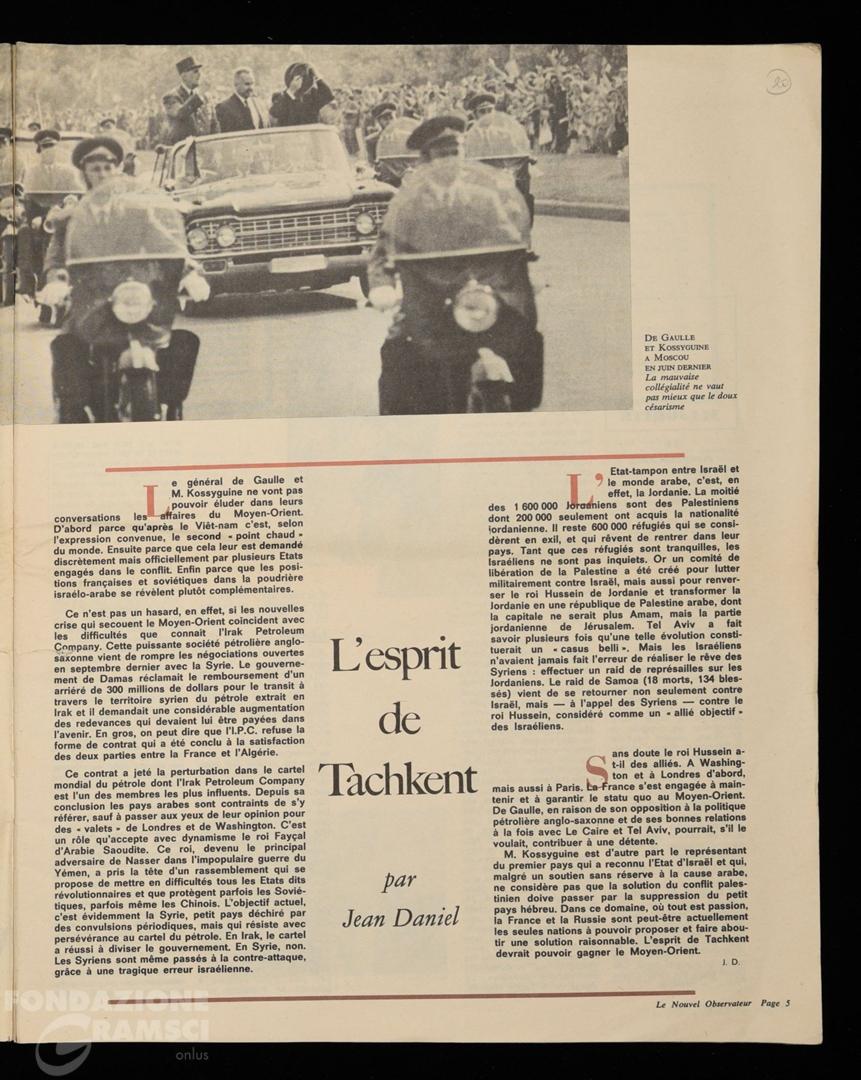 20
DE GAULLE
ET KOSSYGUINE
A MOSCOU
EN JUIN DERNIER
La mauvaise
collégialité ne vaut
pas mieux que le doux
césarisme
Le général de Gaulle et
M. Kossyguine ne vont pas
pouvoir éluder dans leurs
conversations les affaires du Moyen-Orient.
D'abord parce qu'après le Viêt-nam c'est, selon
l'expression convenue, le second « point chaud »
du monde. Ensuite parce que cela leur est demandé
discrètement mais officiellement par plusieurs Etats
engagés dans le conflit. Enfin parce que les posi-
tions françaises et soviétiques dans la poudrière
israélo-arabe se révèlent plutôt complémentaires.
Ce n'est pas un hasard, en effet, si les nouvelles
crise qui secouent le Moyen-Orient coincident avec
les difficultés que connait l'Irak Petroleum
Company. Cette puissante société pétrolière anglo-
saxonne vient de rompre les négociations ouvertes
en septembre dernier avec la Syrie. Le gouverne-
ment de Damas réclamait le remboursement d'un
arriéré de 300 millions de dollars pour le transit à
travers le territoire syrien du pétrole extrait en
Irak et il demandait une considérable augmentation
des redevances qui devaient lui être payées dans
l'avenir. En gros, on peut dire que l'I.P.C. refuse la
forme de contrat qui a été conclu à la satisfaction
des deux parties entre la France et l'Algérie.
Ce contrat a jeté la perturbation dans le cartel
mondial du pétrole dont l'Irak Petroleum Company
est l'un des membres les plus influents. Depuis sa
conclusion les pays arabes sont contraints de s'y
référer, sauf à passer aux yeux de leur opinion pour
des « valets » de Londres et de Washington. C'est
un rôle qu'accepte avec dynamisme le roi Fayçal
d'Arabie Saoudite. Ce roi, devenu le principal
adversaire de Nasser dans l'impopulaire guerre du
Yémen, a pris la tête d'un rassemblement qui se
propose de mettre en difficultés tous les Etats dits
révolutionnaires et que protègent parfois les Sovié-
tiques, parfois même les Chinois. L'objectif actuel,
c'est évidemment la Syrie, petit pays déchiré par
des convulsions périodiques, mais qui résiste avec
persévérance au cartel du pétrole. En Irak, le cartel
a réussi à diviser le gouvernement. En Syrie, non.
Les Syriens sont même passés à la contre-attaque,
grâce à une tragique erreur israélienne.
L'esprit
de
Tachkent
par
Jean Daniel
L'Etat-tampon entre Israël et
le monde arabe, c'est, en
effet, la Jordanie. La moitié
des 1 600 000 Jordaniens sont des Palestiniens
dont 200 000 seulement ont acquis la nationalité
jordanienne. Il reste 600 000 réfugiés qui se consi-
dèrent en exil, et qui rêvent de rentrer dans leur
pays. Tant que ces réfugiés sont tranquilles, les
Israéliens ne sont pas inquiets. Or un comité de
libération de la Palestine a été créé pour lutter
militairement contre Israël, mais aussi pour renver-
ser le roi Hussein de Jordanie et transformer la
Jordanie en une république de Palestine arabe, dont
la capitale ne serait plus Amam, mais la partie
jordanienne de Jérusalem. Tel Aviv a fait
savoir plusieurs fois qu'une telle évolution consti-
tuerait un « casus belli ». Mais les Israéliens
n'avaient jamais fait l'erreur de réaliser le rêve des
Syriens : effectuer un raid de représailles sur les
Jordaniens. Le raid de Samoa (18 morts, 134 bles-
sés) vient de se retourner non seulement contre
Israël, mais — à l'appel des Syriens — contre le
roi Hussein, considéré comme un « allié objectif »
des Israéliens.
Sans doute le roi Hussein a-
t-il des alliés. A Washing-
ton et à Londres d'abord,
mais aussi à Paris. La France s'est engagée à main-
tenir et à garantir le statu quo au Moyen-Orient.
De Gaulle, en raison de son opposition à la politique
pétrolière anglo-saxonne et de ses bonnes relations
à la fois avec Le Caire et Tel Aviv, pourrait, s'il le
voulait, contribuer à une détente.
M. Kossyguine est d'autre part le représentant
du premier pays qui a reconnu l'Etat d'Israël et qui,
malgré un soutien sans réserve à la cause arabe,
ne considère pas que la solution du conflit pales-
tinien doive passer par la suppression du petit
pays hébreu. Dans ce domaine, où tout est passion,
la France et la Russie sont peut-être actuellement
les seules nations à pouvoir proposer et faire abou-
tir une solution raisonnable. L'esprit de Tachkent
devrait pouvoir gagner le Moyen-Orient.
J. D.
Le Nouvel Observateur Page 5
FONDAZIONE
GRAMSCI
onlus